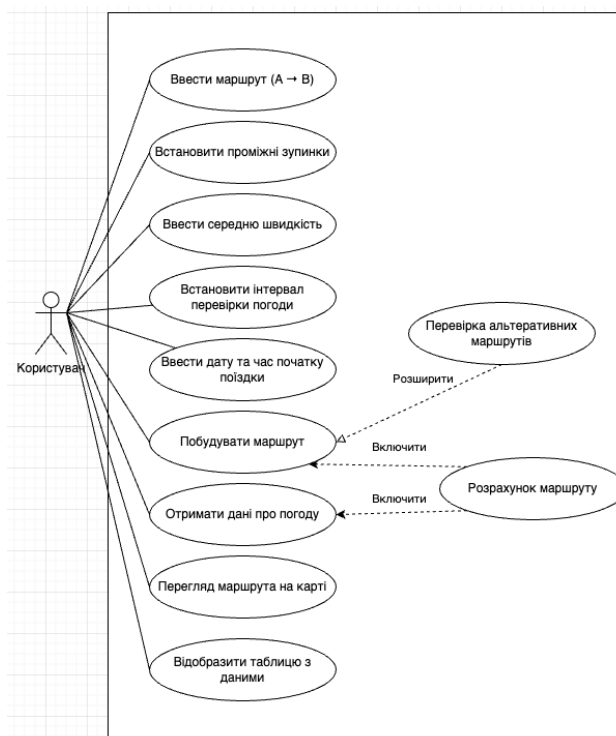 Ввести маршрут (А → В)
Встановити проміжні зупинки
Ввести середню швидкість
Встановити інтервал
перевірки погоди
Перевірка альтеративних
маршрутів
Користувач
Ввести дату та час початку
поїздки
Розширити
Побудувати маршрут
Включити
Розрахунок маршруту
Включити
Отримати дані про погоду
Перегляд маршрута на карті
Відобразити таблицю з
даними